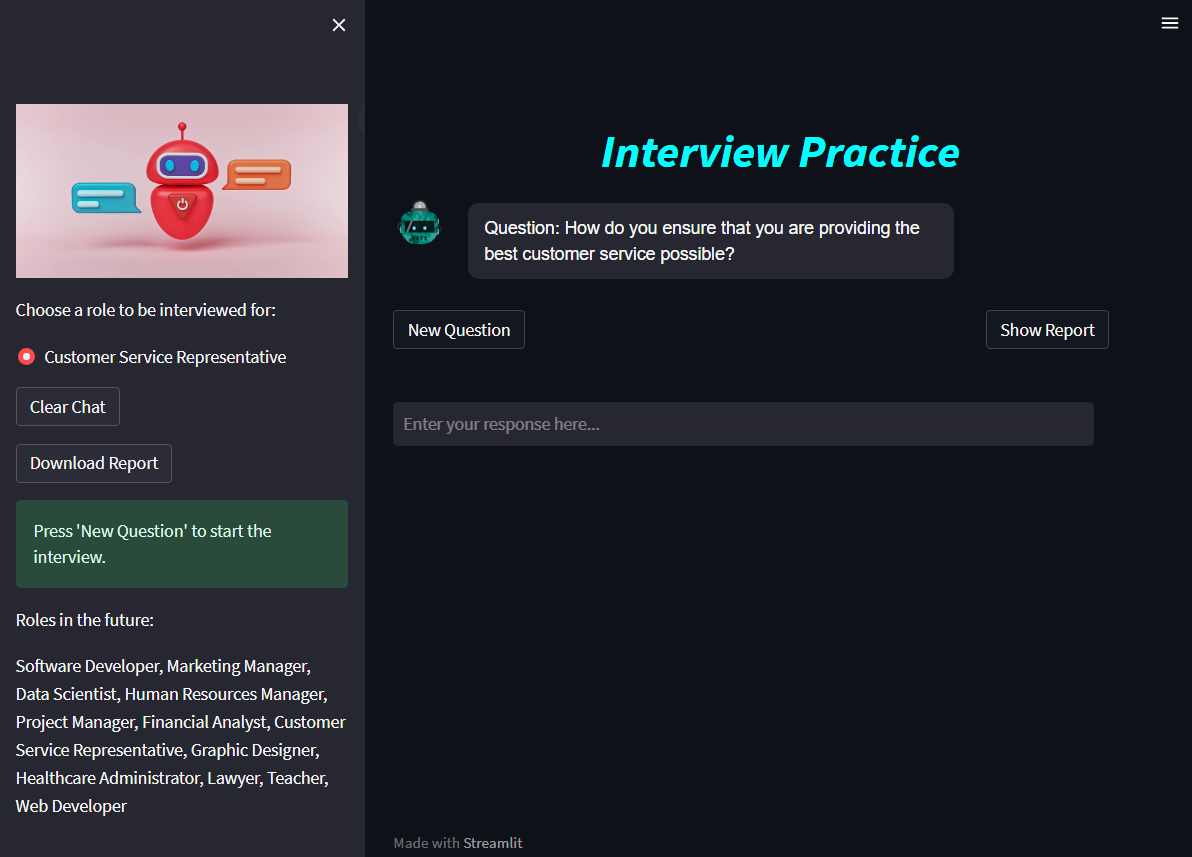 Choose a role to be interviewed for:
Customer Service Representative
Clear Chat
Download Report
Press 'New Question' to start the
interview.
Roles in the future:
Software Developer, Marketing Manager,
Data Scientist, Human Resources Manager,
Project Manager, Financial Analyst, Customer
Service Representative, Graphic Designer,
Healthcare Administrator, Lawyer, Teacher,
Web Developer
Interview Practice
Question: How do you ensure that you are providing the
best customer service possible?
New Question
Show Report
Enter your response here...
Made with Streamlit